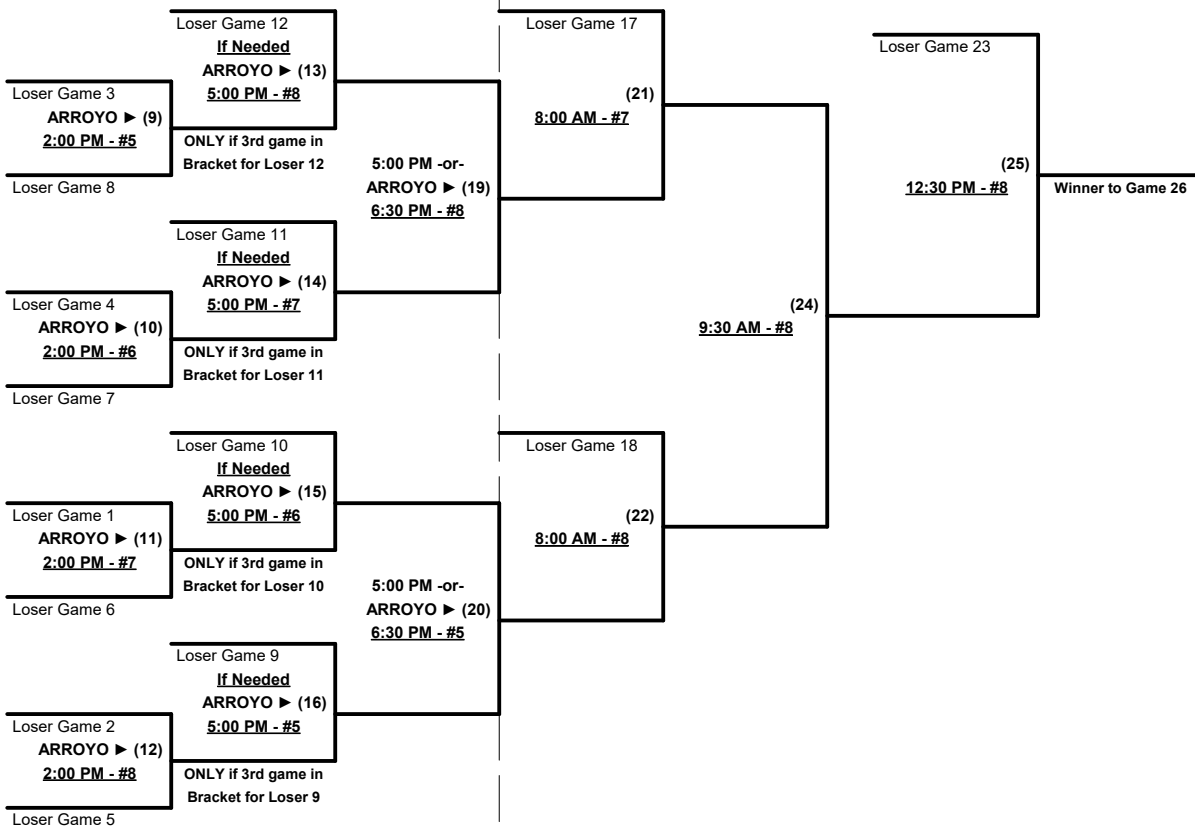 Loser Game 12
If Needed
ARROYO ► (13)
5:00 PM - #8
Loser Game 3
ARROYO ► (9)
2:00 PM - #5
ONLY if 3rd game in
Bracket for Loser 12
Loser Game 8
Loser Game 11
If Needed
ARROYO ► (14)
5:00 PM - #7
Loser Game 4
ARROYO ► (10)
2:00 PM - #6
ONLY if 3rd game in
Bracket for Loser 11
Loser Game 7
5:00 PM -or-
ARROYO ► (19)
6:30 PM - #8
Loser Game 17
(21)
8:00 AM - #7
Loser Game 10
If Needed
ARROYO ► (15)
5:00 PM - #6
Loser Game 1
ARROYO ► (11)
2:00 PM - #7
ONLY if 3rd game in
Bracket for Loser 10
Loser Game 6
Loser Game 9
If Needed
ARROYO ► (16)
5:00 PM - #5
Loser Game 2
ARROYO ► (12)
2:00 PM - #8
ONLY if 3rd game in
Bracket for Loser 9
Loser Game 5
5:00 PM -or-
ARROYO ► (20)
6:30 PM - #5
Loser Game 18
(22)
8:00 AM - #8
(24)
9:30 AM - #8
Loser Game 23
(25)
12:30 PM - #8
Winner to Game 26